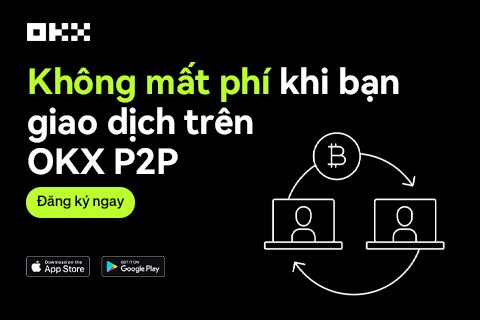 OKX
Không mất phí khi bạn
giao dịch trên
OKX P2P
Đăng ký ngay
Download on the
App Store
GET IT ON
Google Play